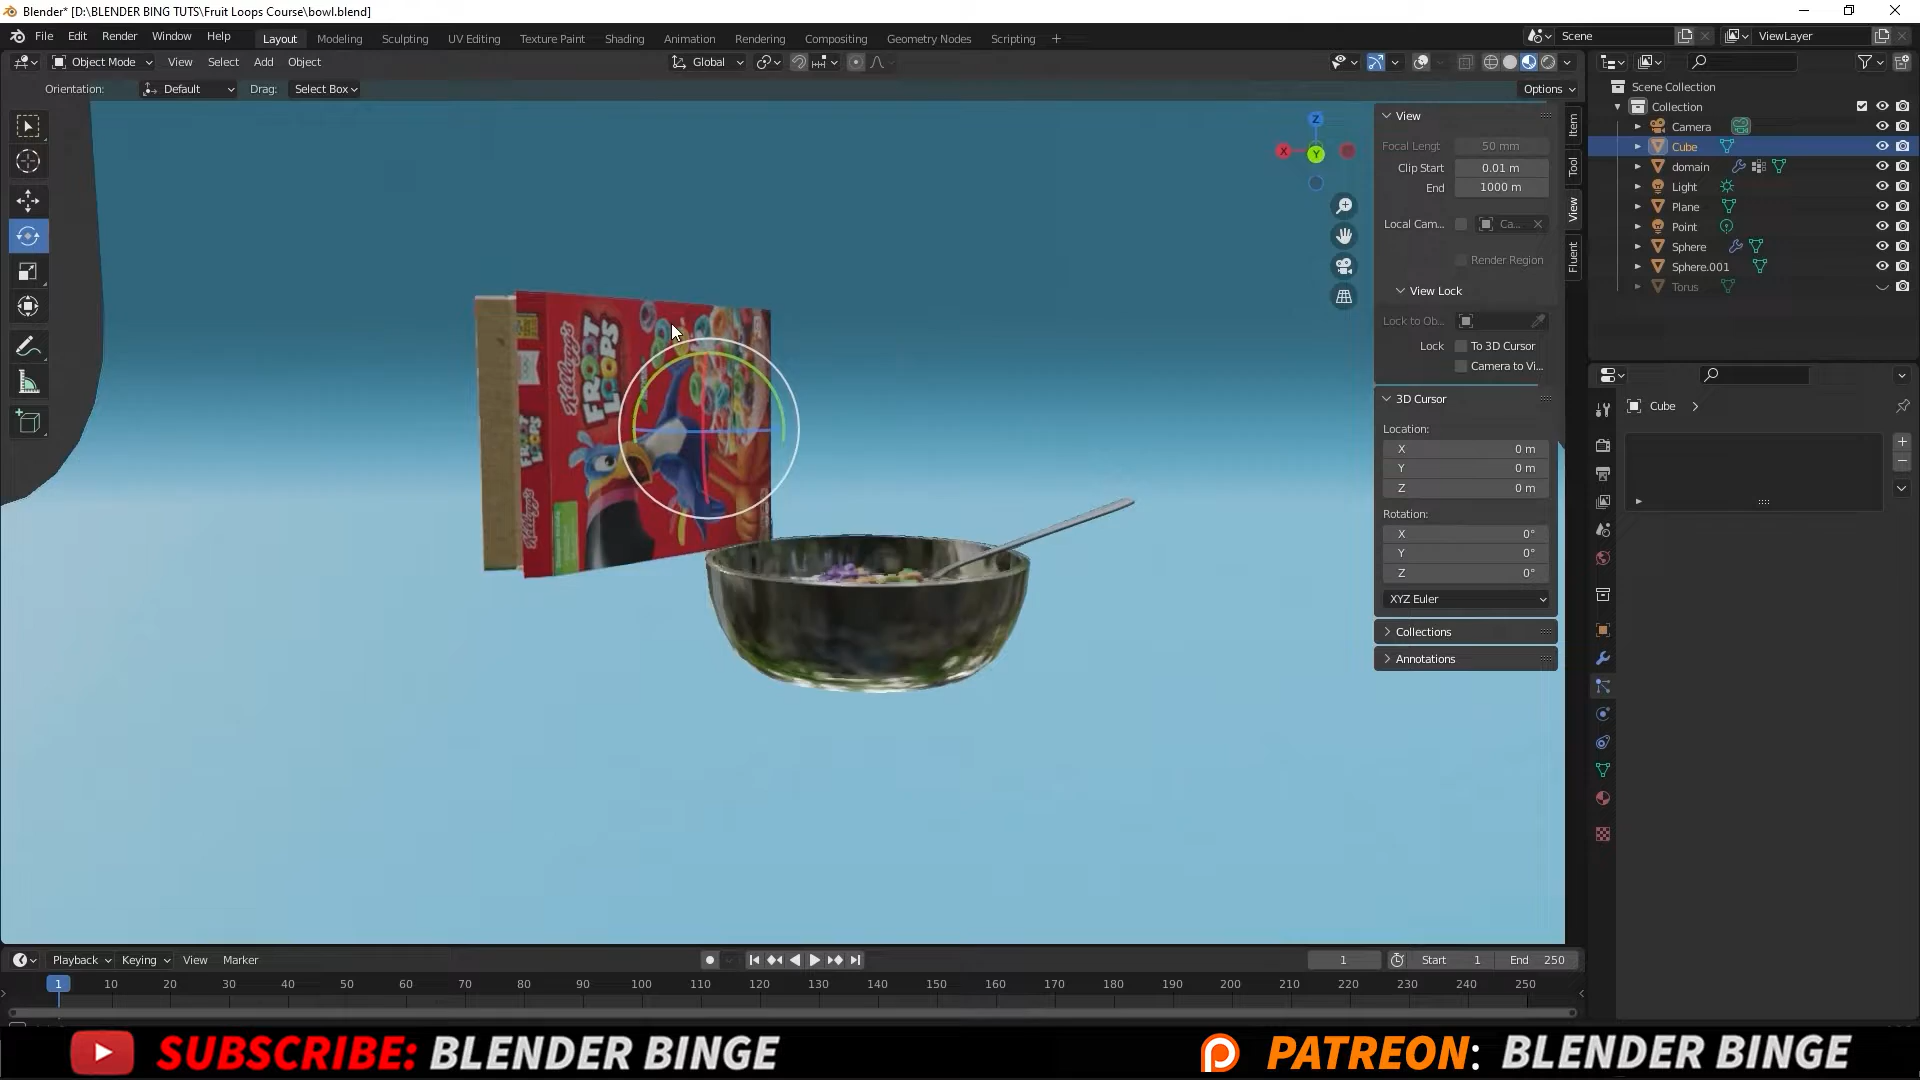 Blender* [D:\BLENDER BING TUTS\Fruit Loops Course\bowl.blend]
File Edit Render Window Help Layout Modeling Sculpting UV Editing Texture Paint Shading Animation Rendering Compositing Geometry Nodes Scripting + Scene ViewLayer
Object Mode View Select Add Object Global
Orientation: Default Drag: Select Box Options
Scene Collection
Collection
Camera
Cube
domain
Light
Plane
Point
Sphere
Sphere.001
Torus
Z
X
Y
View
Focal Lengt 50 mm
Clip Start 0.01 m
End 1000 m
Local Cam... Ca...
Render Region
View Lock
Lock to Ob...
Lock To 3D Cursor
Camera to Vi...
3D Cursor
Location:
X 0 m
Y 0 m
Z 0 m
Rotation:
X 0°
Y 0°
Z 0°
XYZ Euler
Collections
Annotations
Item
Tool
View
Fluent
Cube
Kellogg's
FROOT
LOOPS
FROOT
LOOPS
Kellogg's
Playback Keying View Marker 1 Start 1 End 250
1 10 20 30 40 50 60 70 80 90 100 110 120 130 140 150 160 170 180 190 200 210 220 230 240 250
SUBSCRIBE: BLENDER BINGE PATREON: BLENDER BINGE